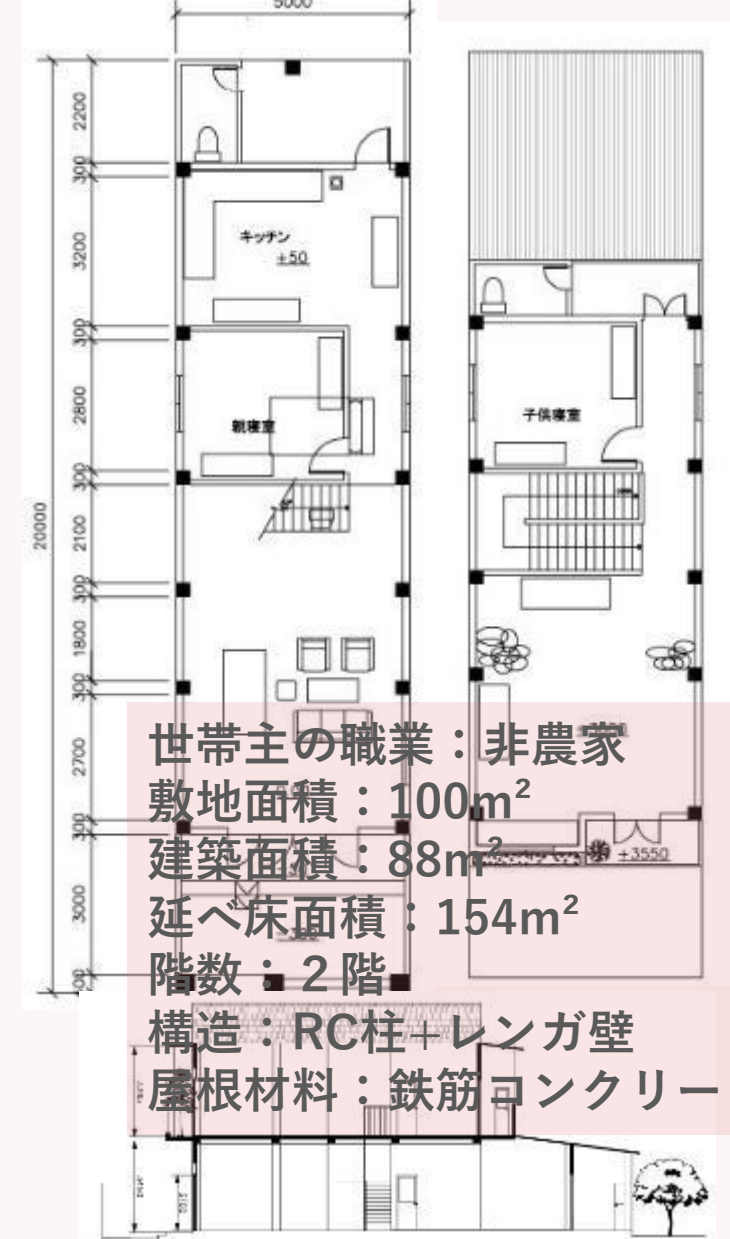 5000
2200
300
3200
300
2800
300
2100
300
1800
300
2700
300
3000
20000
キッチン
+50
親寝室
子供寝室
+3550
世帯主の職業：非農家
敷地面積：100m²
建築面積：88m²
延べ床面積：154m²
階数：２階
構造：RC柱＋レンガ壁
屋根材料：鉄筋コンクリー